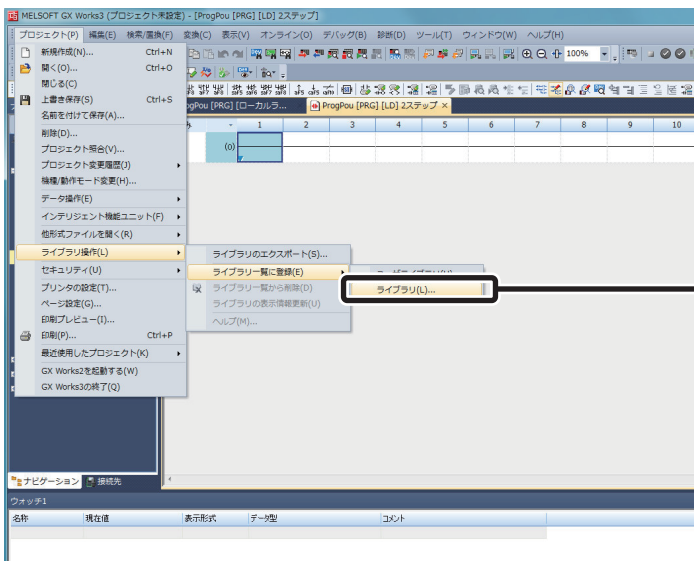 MELSOFT GX Works3 (プロジェクト未設定) - [ProgPou [PRG] [LD] 2ステップ]
プロジェクト(P) 編集(E) 検索/置換(F) 変換(C) 表示(V) オンライン(O) デバッグ(B) 診断(D) ツール(T) ウィンドウ(W) ヘルプ(H)
新規作成(N)... Ctrl+N
開く(O)... Ctrl+O
閉じる(C)
上書き保存(S) Ctrl+S
名前を付けて保存(A)...
削除(D)...
プロジェクト照合(V)...
プロジェクト変更履歴(J)
機種/動作モード変更(H)...
データ操作(E)
インテリジェント機能ユニット(F)
他形式ファイルを開く(R)
ライブラリ操作(L)
セキュリティ(U)
プリンタの設定(T)...
ページ設定(G)...
印刷プレビュー(I)...
印刷(P)... Ctrl+P
最近使用したプロジェクト(K)
GX Works2を起動する(W)
GX Works3の終了(Q)
100%
ogPou [PRG] [ローカルラ...
ProgPou [PRG] [LD] 2ステップ ×
1 2 3 4 5 6 7 8 9 10
(0)
ライブラリのエクスポート(S)...
ライブラリ一覧に登録(E)
ライブラリ一覧から削除(D)
ライブラリの表示情報更新(U)
ヘルプ(M)...
ライブラリ(L)...
ナビゲーション 接続先
ウォッチ1
名称 現在値 表示形式 データ型 コメント